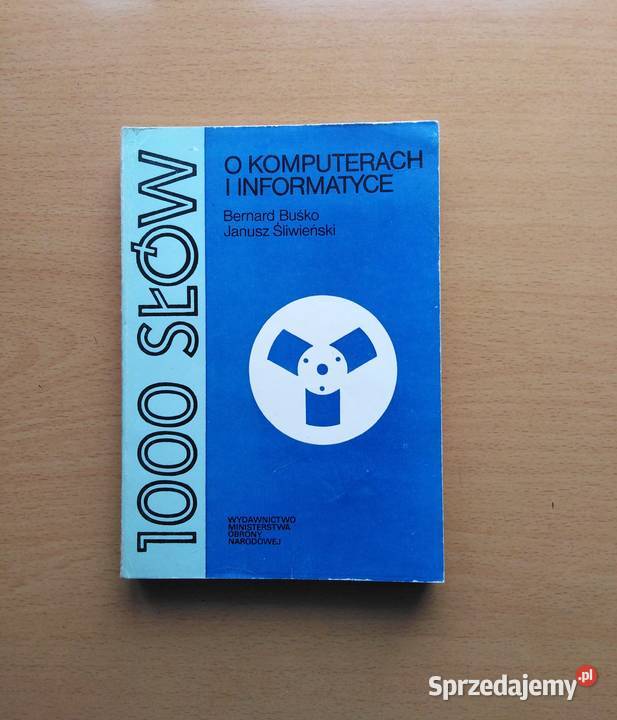 1000 SŁÓW
O KOMPUTERACH
I INFORMATYCE
Bernard Buśko
Janusz Śliwieński
WYDAWNICTWO
MINISTERSTWA
OBRONY
NARODOWEJ
Sprzedajemy.pl